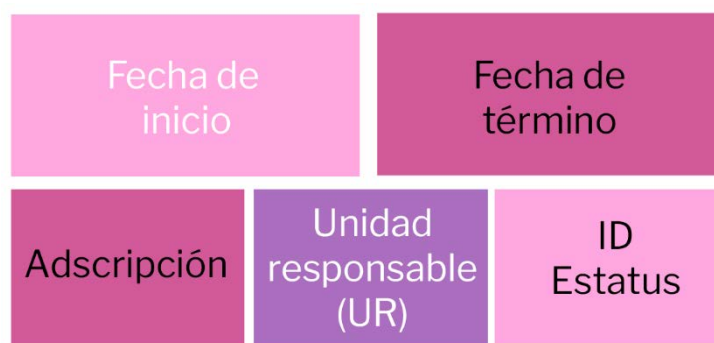 Fecha de
inicio
Fecha de
término
Adscripción
Unidad
responsable
(UR)
ID
Estatus